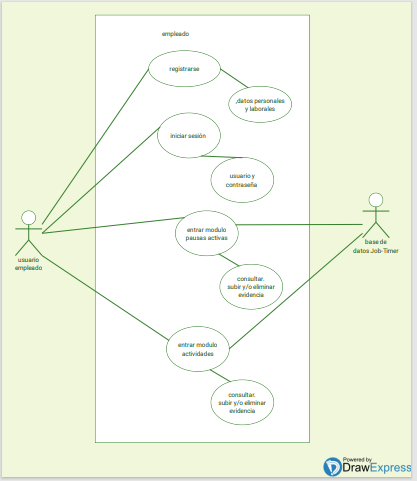 empleado
registrarse
,datos personales
y laborales
iniciar sesión
usuario y
contraseña
entrar modulo
pauses activas
base de
datos Job-Timer
usuario
empleado
consultar.
subir y/o eliminar
evidencia
entrar modulo
actividades
consultar.
subir y/o eliminar
evidencia
Powered by
DrawExpress